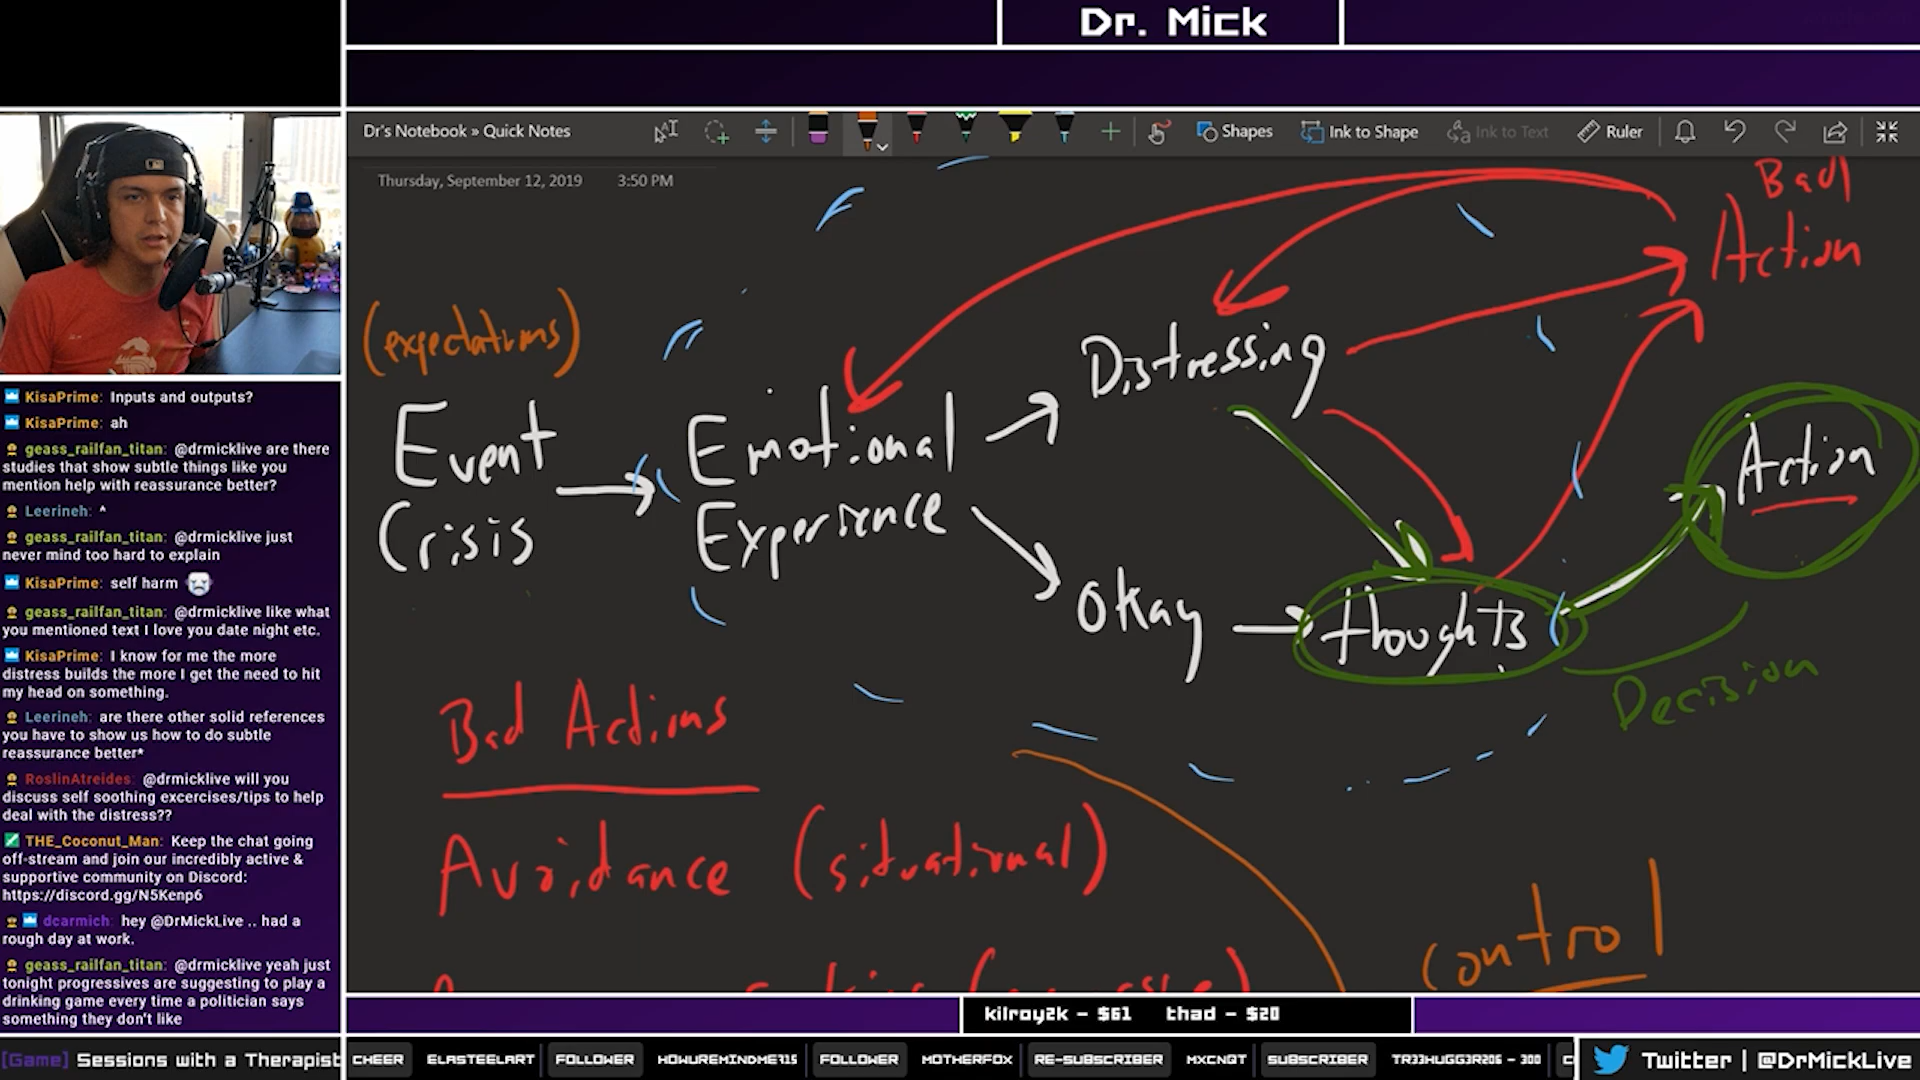 Dr. Mick
Dr's Notebook » Quick Notes
Shapes
Ink to Shape
Ink to Text
Ruler
Thursday, September 12, 2019 3:50 PM
Bad
Action
(expectations)
Event
Crisis
Emotional
Experience
Distressing
Okay
thoughts
Action
Decision
Bad Actions
Avoidance (situational)
control
KisaPrime: Inputs and outputs?
KisaPrime: ah
geass_railfan_titan: @drmicklive are there
studies that show subtle things like you
mention help with reassurance better?
Leerineh: ^
geass_railfan_titan: @drmicklive just
never mind too hard to explain
KisaPrime: self harm
geass_railfan_titan: @drmicklive like what
you mentioned text I love you date night etc.
KisaPrime: I know for me the more
distress builds the more I get the need to hit
my head on something.
Leerineh: are there other solid references
you have to show us how to do subtle
reassurance better*
RoslinAtreides: @drmicklive will you
discuss self soothing excercises/tips to help
deal with the distress??
THE_Coconut_Man: Keep the chat going
off-stream and join our incredibly active &
supportive community on Discord:
https://discord.gg/N5Kenp6
dcarmich: hey @DrMickLive .. had a
rough day at work.
geass_railfan_titan: @drmicklive yeah just
tonight progressives are suggesting to play a
drinking game every time a politician says
something they don't like
kilroy2k - $61 thad - $20
[Game] Sessions with a Therapist
CHEER ELASTEELART FOLLOWER HOWUREMINDME715 FOLLOWER MOTHERFOX RE-SUBSCRIBER MXCNQT SUBSCRIBER TR33HUGG3R206 - 300
Twitter | @DrMickLive